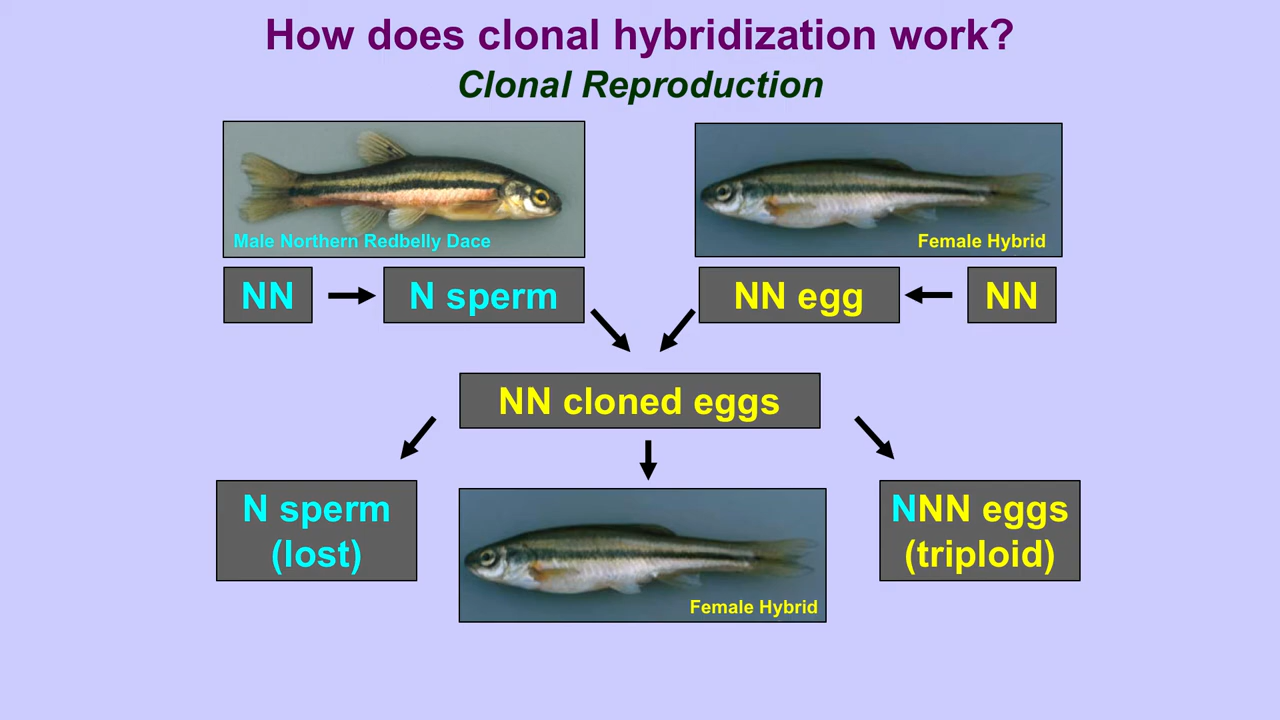 How does clonal hybridization work?
Clonal Reproduction
Male Northern Redbelly Dace
Female Hybrid
NN
N sperm
NN egg
NN
NN cloned eggs
N sperm
(lost)
Female Hybrid
NNN eggs
(triploid)